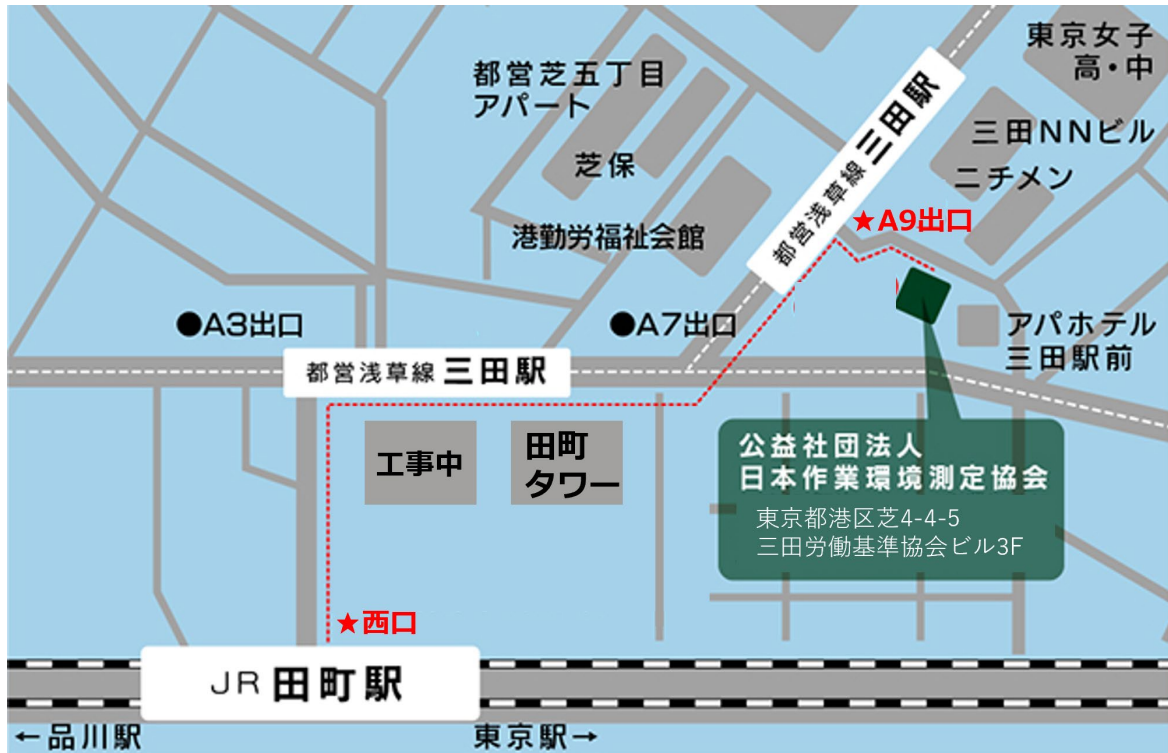 東京女子
高・中
都営芝五丁目
アパート
三田NNビル
芝保
ニチメン
都営浅草線 三田駅
★A9出口
港勤労福祉会館
●A3出口
●A7出口
アパホテル
三田駅前
都営浅草線 三田駅
工事中
田町
タワー
公益社団法人
日本作業環境測定協会
東京都港区芝4-4-5
三田労働基準協会ビル3F
★西口
JR 田町駅
←品川駅
東京駅→